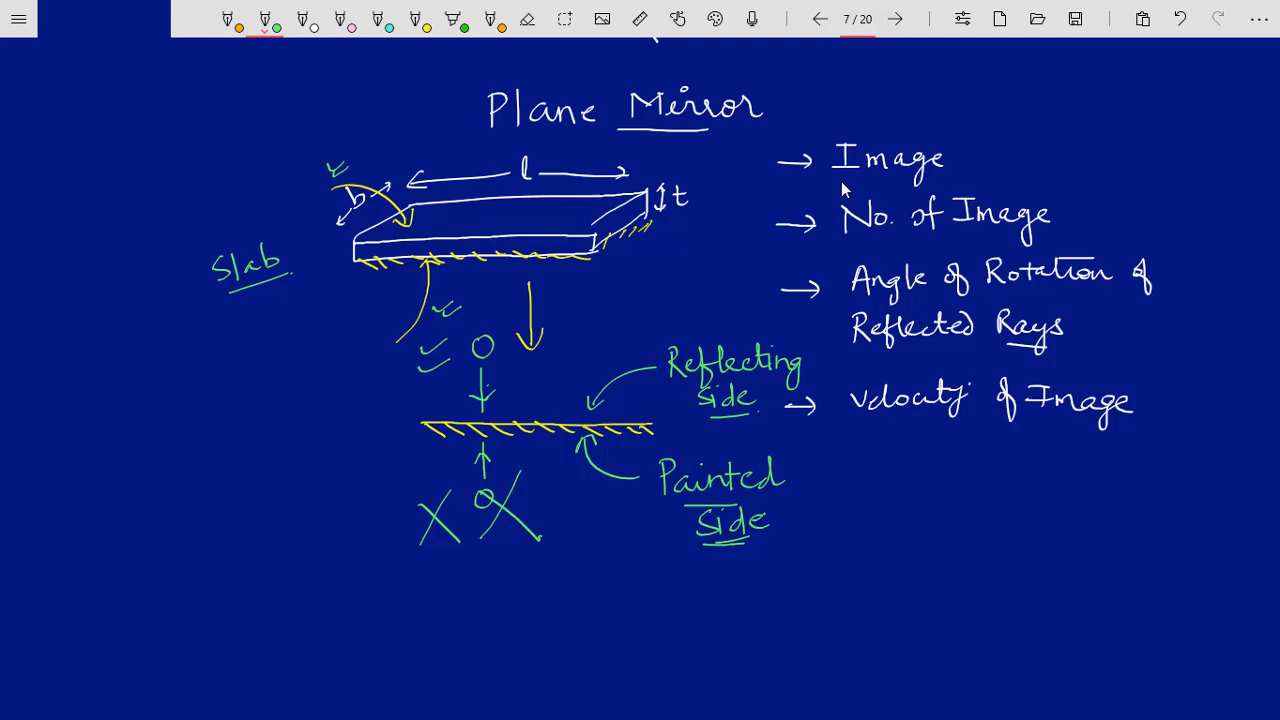 7 / 20
Plane Mirror
l
b
t
Slab
→ Image
→ No. of Image
→ Angle of Rotation of
Reflected Rays
→ Velocity of Image
O
Reflecting
side
Painted
side
O